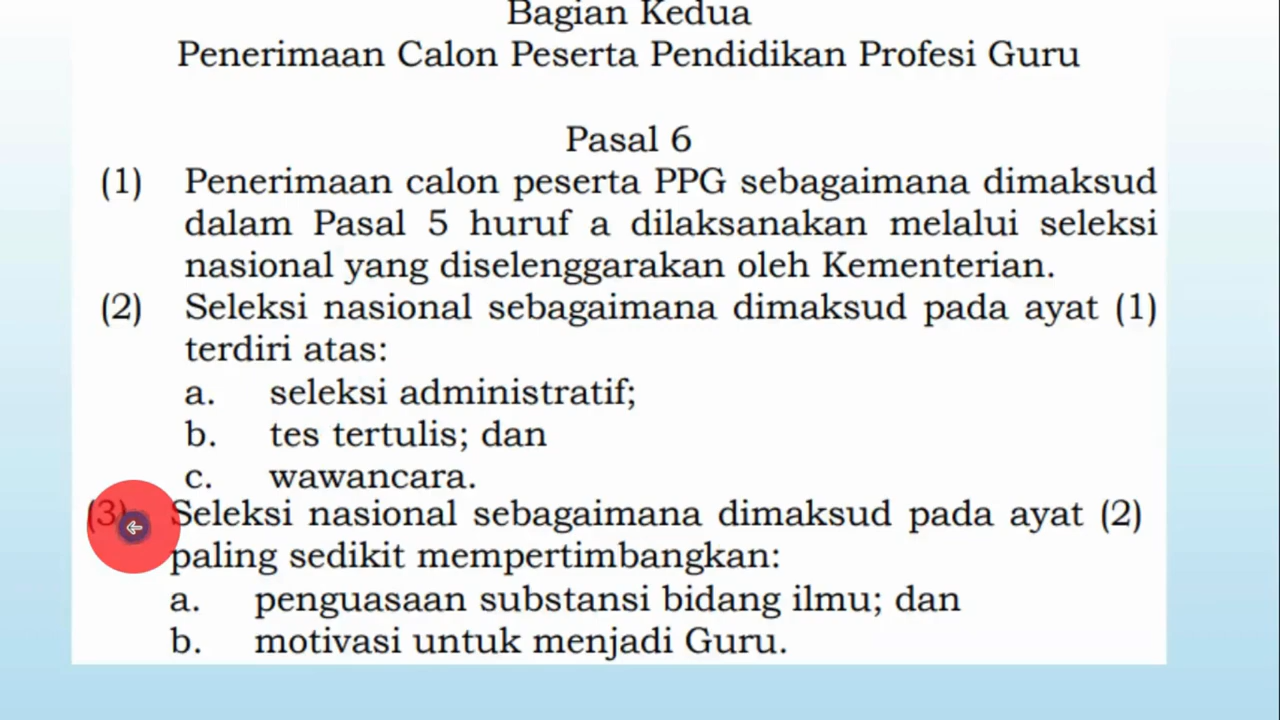 Bagian Kedua
Penerimaan Calon Peserta Pendidikan Profesi Guru
Pasal 6
(1) Penerimaan calon peserta PPG sebagaimana dimaksud
dalam Pasal 5 huruf a dilaksanakan melalui seleksi
nasional yang diselenggarakan oleh Kementerian.
(2) Seleksi nasional sebagaimana dimaksud pada ayat (1)
terdiri atas:
a. seleksi administratif;
b. tes tertulis; dan
c. wawancara.
(3) Seleksi nasional sebagaimana dimaksud pada ayat (2)
paling sedikit mempertimbangkan:
a. penguasaan substansi bidang ilmu; dan
b. motivasi untuk menjadi Guru.